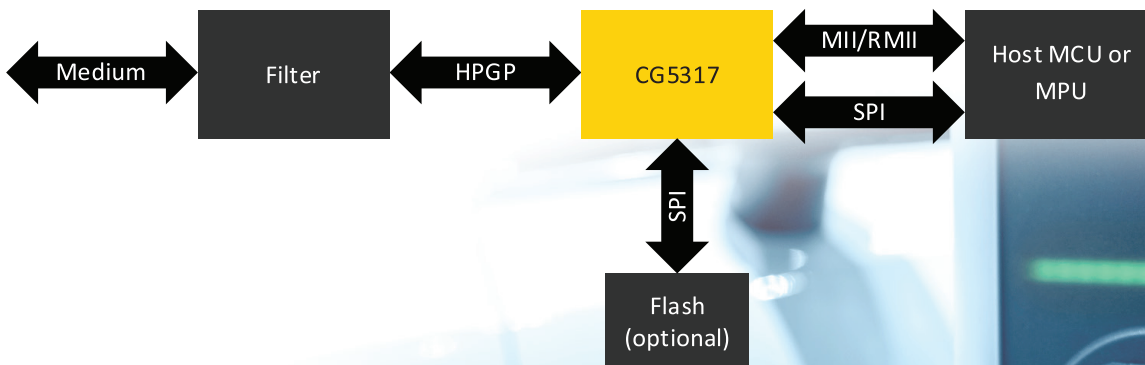 Medium
Filter
HPGP
CG5317
MII/RMII
SPI
Host MCU or
MPU
SPI
Flash
(optional)